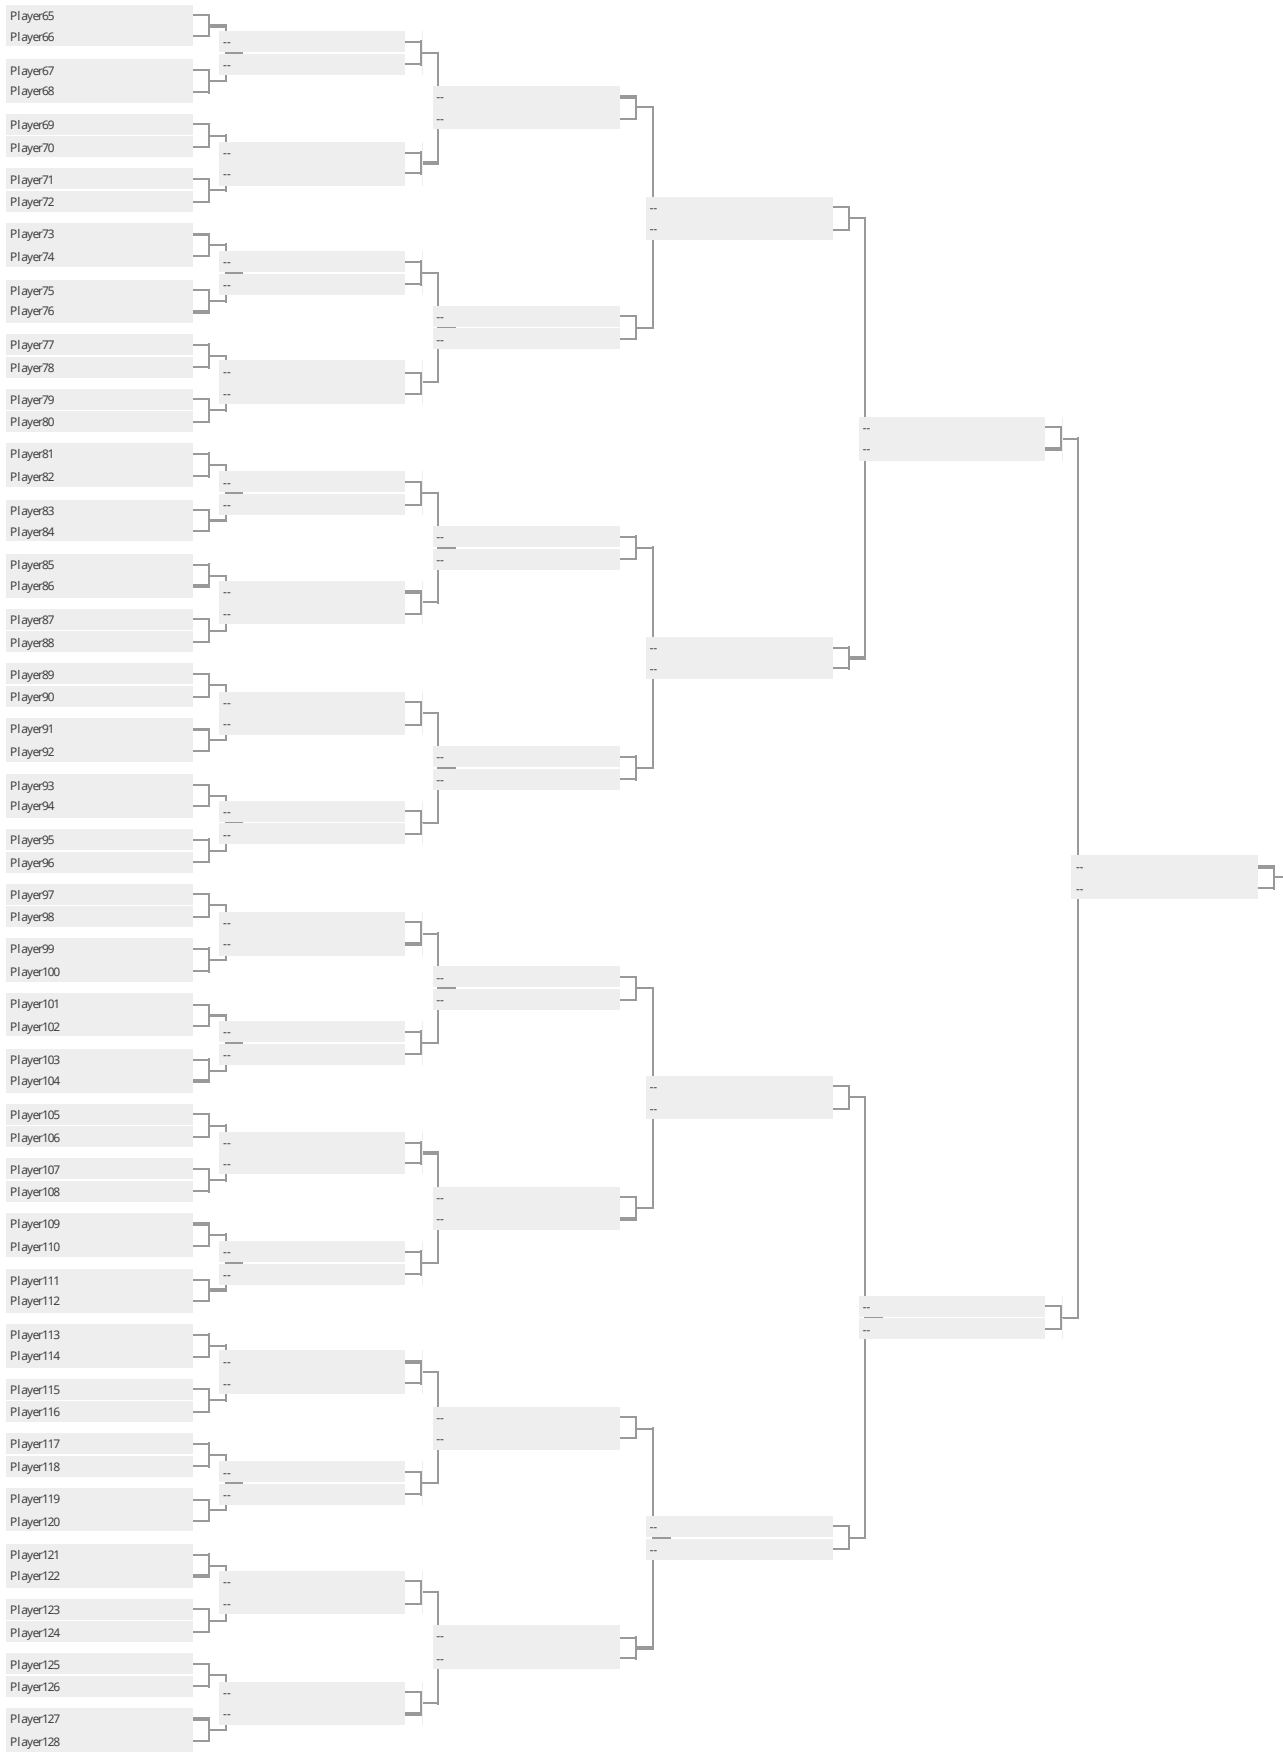 Player65
Player66
--
--
Player67
Player68
--
--
Player69
Player70
--
--
Player71
Player72
--
--
Player73
Player74
--
--
Player75
Player76
--
--
Player77
Player78
--
--
Player79
Player80
--
--
Player81
Player82
--
--
Player83
Player84
--
--
Player85
Player86
--
--
Player87
Player88
--
--
Player89
Player90
--
--
Player91
Player92
--
--
Player93
Player94
--
--
Player95
Player96
--
--
Player97
Player98
--
--
Player99
Player100
--
--
Player101
Player102
--
--
Player103
Player104
--
--
Player105
Player106
--
--
Player107
Player108
--
--
Player109
Player110
--
--
Player111
Player112
--
--
Player113
Player114
--
--
Player115
Player116
--
--
Player117
Player118
--
--
Player119
Player120
--
--
Player121
Player122
--
--
Player123
Player124
--
--
Player125
Player126
--
--
Player127
Player128